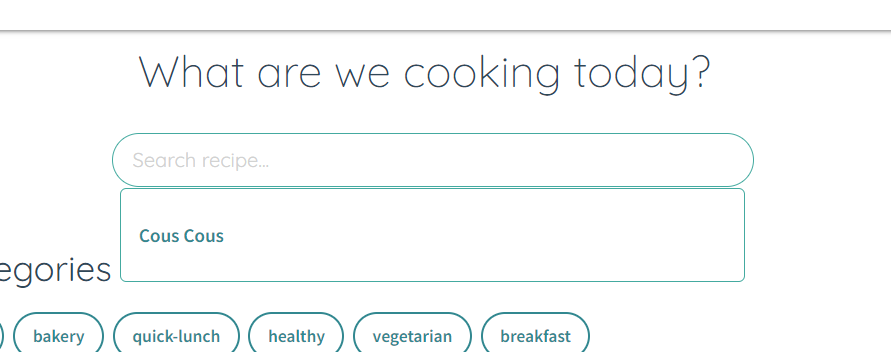 What are we cooking today?
Search recipe...
Cous Cous
egories
bakery quick-lunch healthy vegetarian breakfast